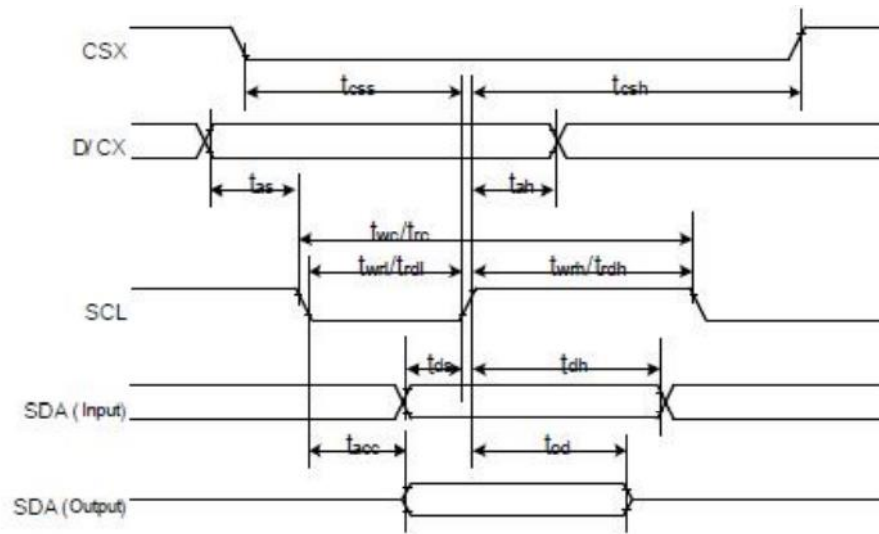 CSX
tcss
tcsh
D/CX
tas
tah
twc/trc
twrl/trdl
twrh/trdh
SCL
tds
tdh
SDA (Input)
tacc
tod
SDA (Output)